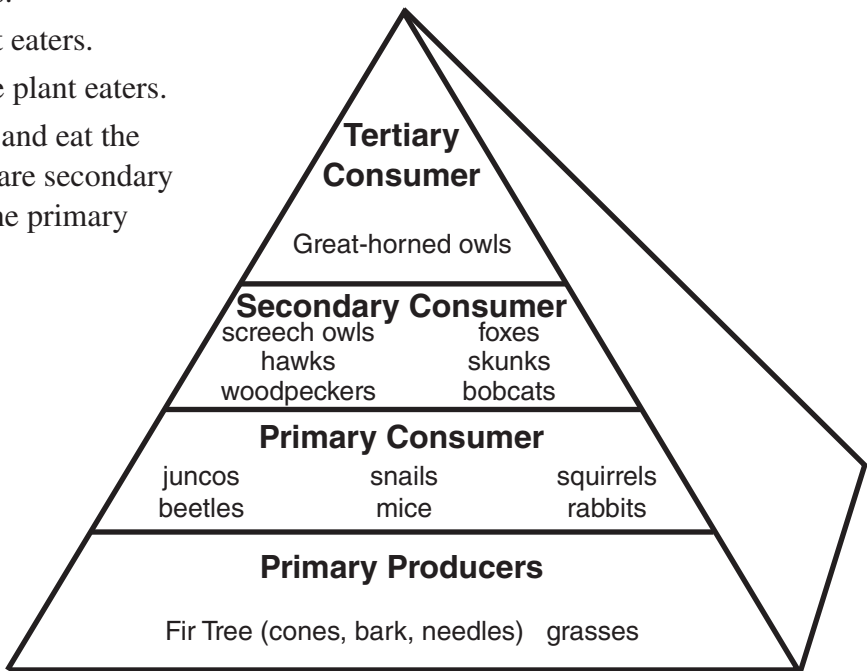 s.
t eaters.
e plant eaters.
and eat the
are secondary
ne primary
Tertiary
Consumer
Great-horned owls
Secondary Consumer
screech owls foxes
hawks skunks
woodpeckers bobcats
Primary Consumer
juncos snails squirrels
beetles mice rabbits
Primary Producers
Fir Tree (cones, bark, needles) grasses